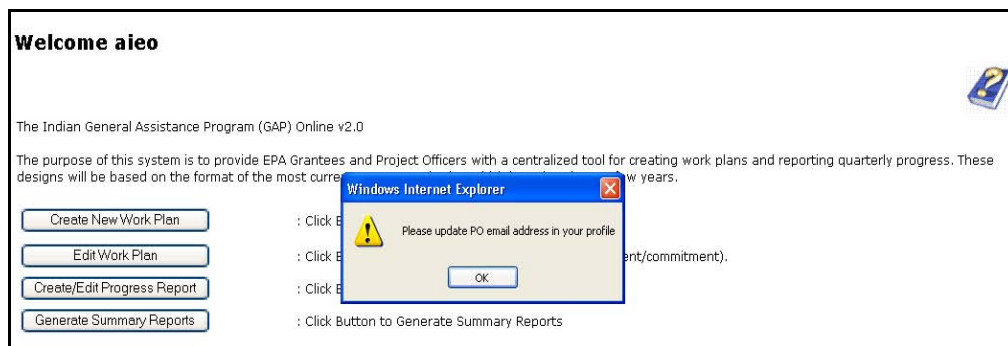 Welcome aieo
The Indian General Assistance Program (GAP) Online v2.0
The purpose of this system is to provide EPA Grantees and Project Officers with a centralized tool for creating work plans and reporting quarterly progress. These
designs will be based on the format of the most years.
Windows Internet Explorer
Please update PO email address in your profile
OK
Create New Work Plan : Click
Edit Work Plan : Click ent/commitment).
Create/Edit Progress Report : Click
Generate Summary Reports : Click Button to Generate Summary Reports